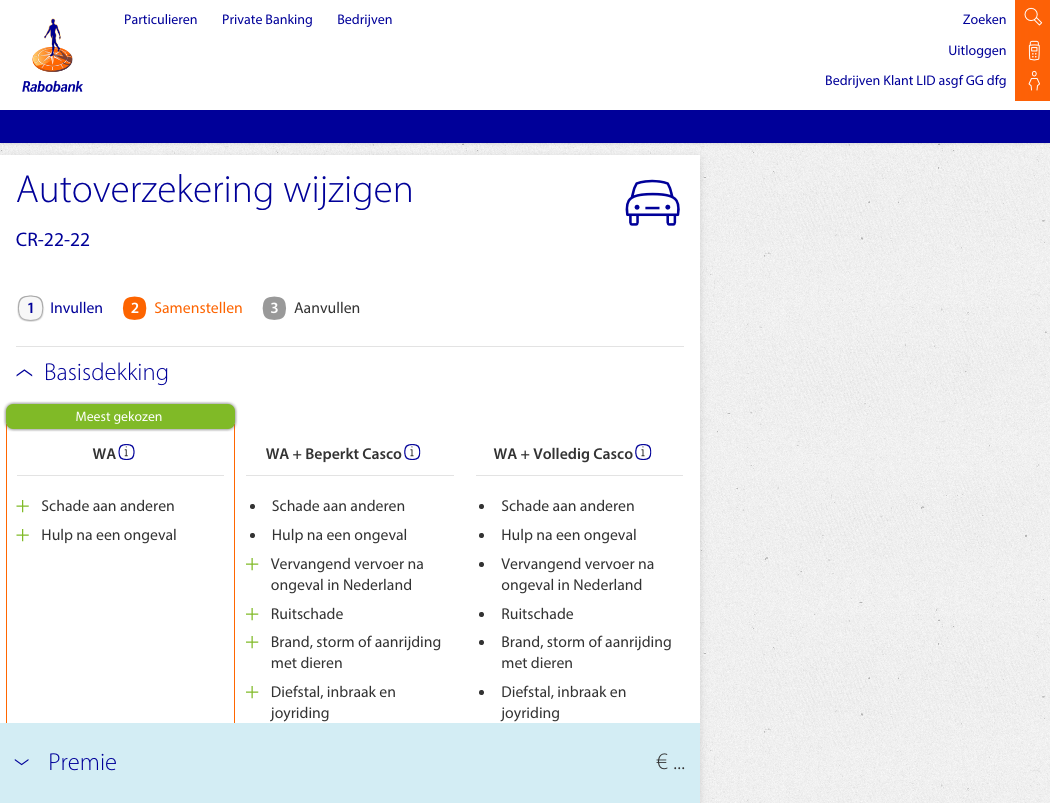 Particulieren Private Banking Bedrijven Zoeken
Uitloggen
Bedrijven Klant LID asgf GG dfg
Rabobank
Autoverzekering wijzigen
CR-22-22
1 Invullen 2 Samenstellen 3 Aanvullen
Basisdekking
Meest gekozen
WA 1
Schade aan anderen
Hulp na een ongeval
WA + Beperkt Casco 1
Schade aan anderen
Hulp na een ongeval
Vervangend vervoer na
ongeval in Nederland
Ruitschade
Brand, storm of aanrijding
met dieren
Diefstal, inbraak en
joyriding
WA + Volledig Casco 1
Schade aan anderen
Hulp na een ongeval
Vervangend vervoer na
ongeval in Nederland
Ruitschade
Brand, storm of aanrijding
met dieren
Diefstal, inbraak en
joyriding
Premie € ...